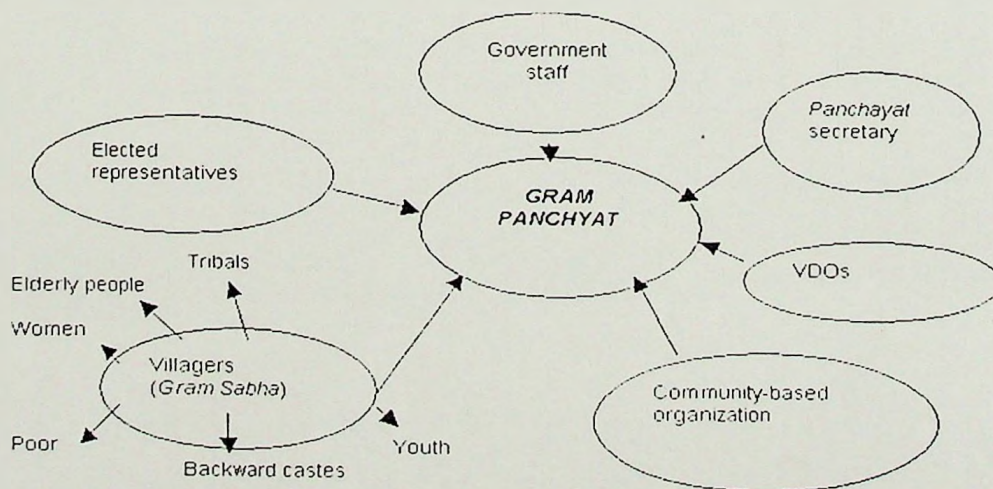 Government
staff
Panchayat
secretary
Elected
representatives
GRAM
PANCHYAT
Tribals
VDOs
Elderly people
Women
Villagers
(Gram Sabha)
Community-based
organization
Poor
Youth
Backward castes